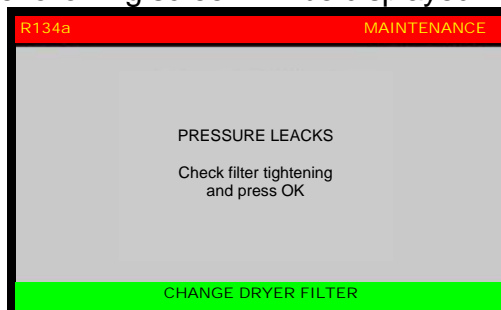 R134a MAINTENANCE
PRESSURE LEACKS
Check filter tightening
and press OK
CHANGE DRYER FILTER